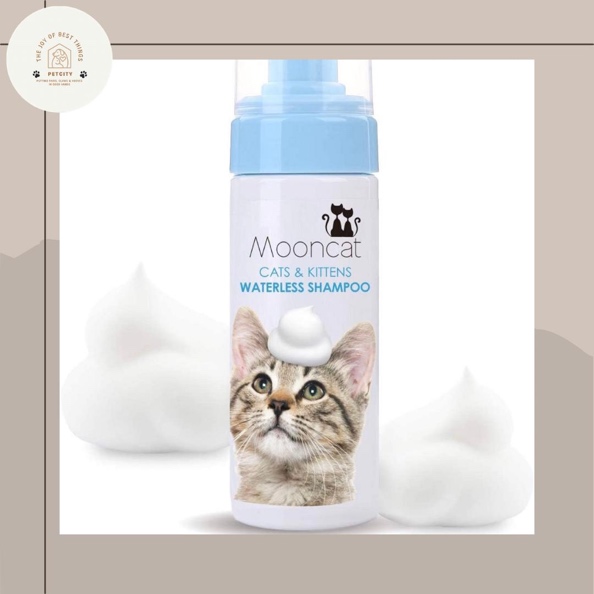 THE JOY OF BEST THINGS
PETCITY
Mooncat
CATS & KITTENS
WATERLESS SHAMPOO